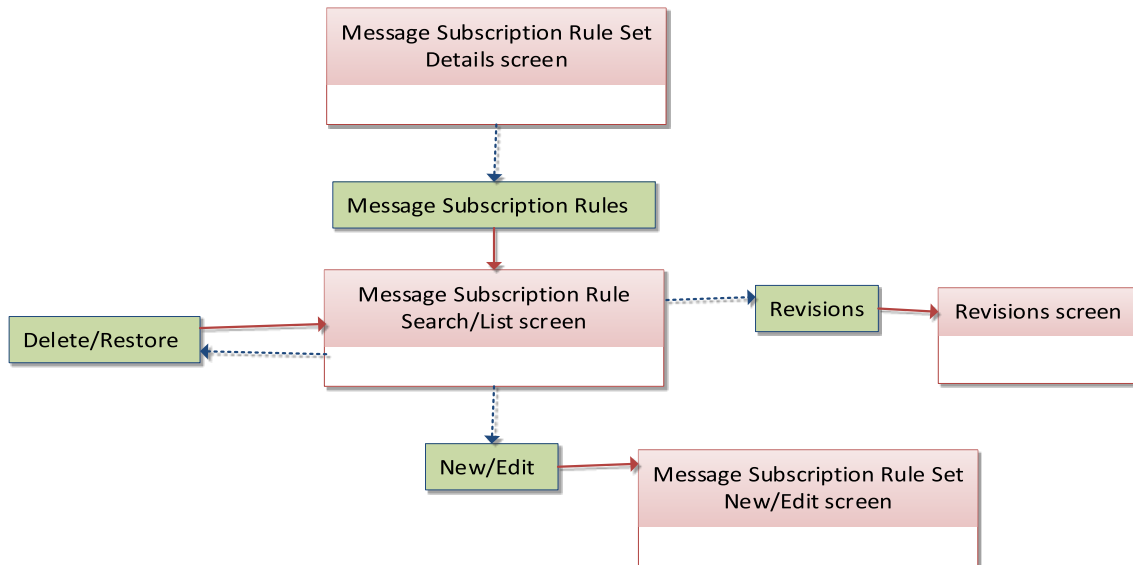 Message Subscription Rule Set
Details screen
Message Subscription Rules
Message Subscription Rule
Search/List screen
Revisions
Revisions screen
Delete/Restore
New/Edit
Message Subscription Rule Set
New/Edit screen